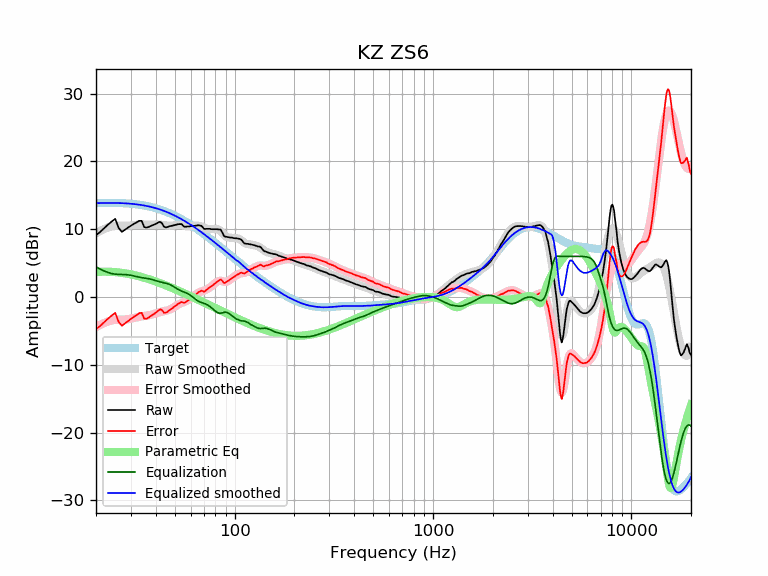 KZ ZS6
30
20
10
0
−10
−20
−30
Amplitude (dBr)
Target
Raw Smoothed
Error Smoothed
Raw
Error
Parametric Eq
Equalization
Equalized smoothed
100
1000
10000
Frequency (Hz)